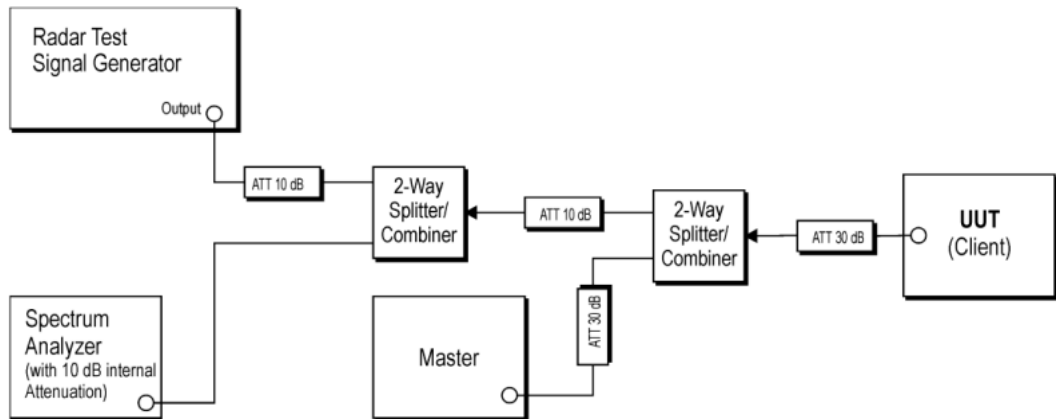 Radar Test
Signal Generator
Output
ATT 10 dB
2-Way
Splitter/
Combiner
ATT 10 dB
2-Way
Splitter/
Combiner
ATT 30 dB
UUT
(Client)
Spectrum
Analyzer
(with 10 dB internal
Attenuation)
Master
ATT 30 dB